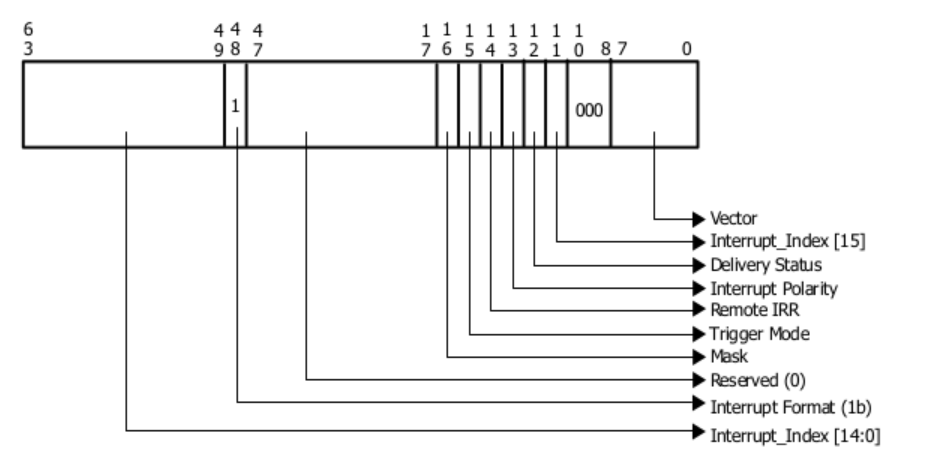 6 4 4 4 1 1 1 1 1 1 1 1
3 9 8 7 7 6 5 4 3 2 1 0 8 7 0
1
000
Vector
Interrupt_Index [15]
Delivery Status
Interrupt Polarity
Remote IRR
Trigger Mode
Mask
Reserved (0)
Interrupt Format (1b)
Interrupt_Index [14:0]